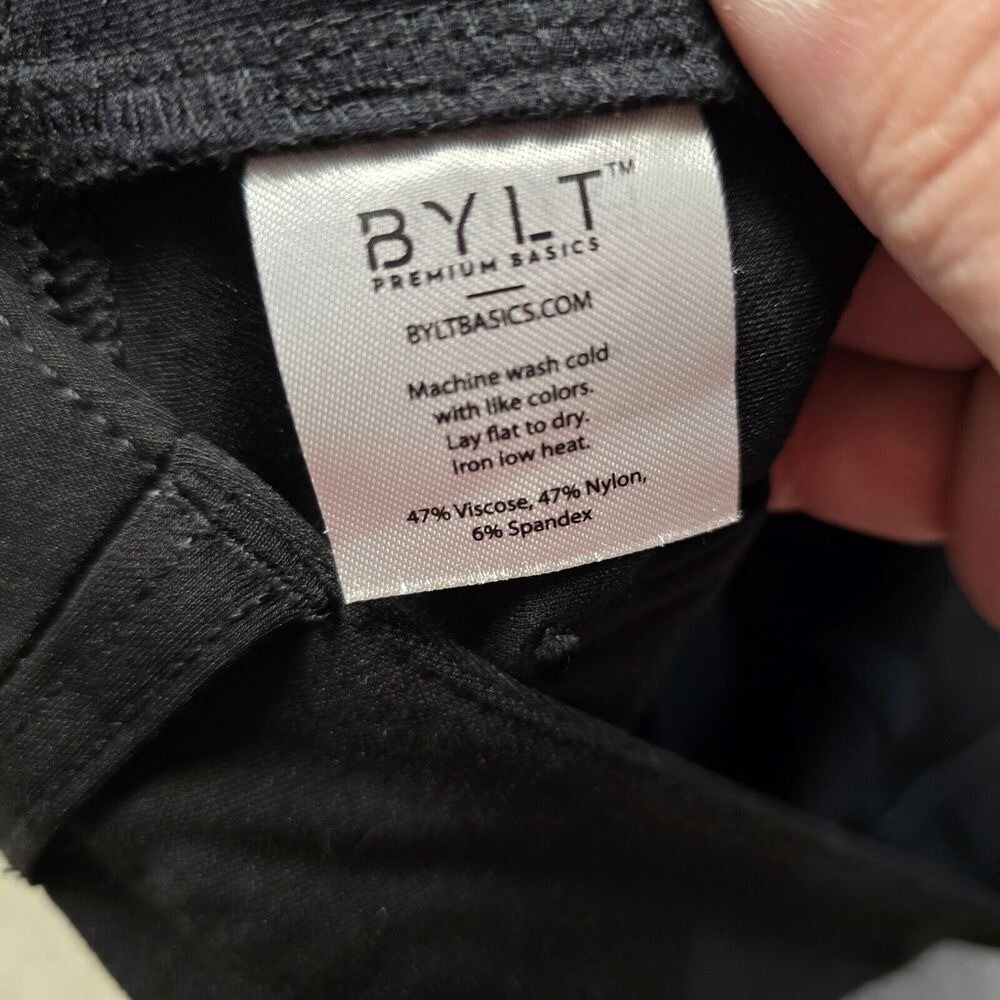 BYLT™
PREMIUM BASICS
BYLTBASICS.COM
Machine wash cold
with like colors.
Lay flat to dry.
Iron low heat.
47% Viscose, 47% Nylon,
6% Spandex